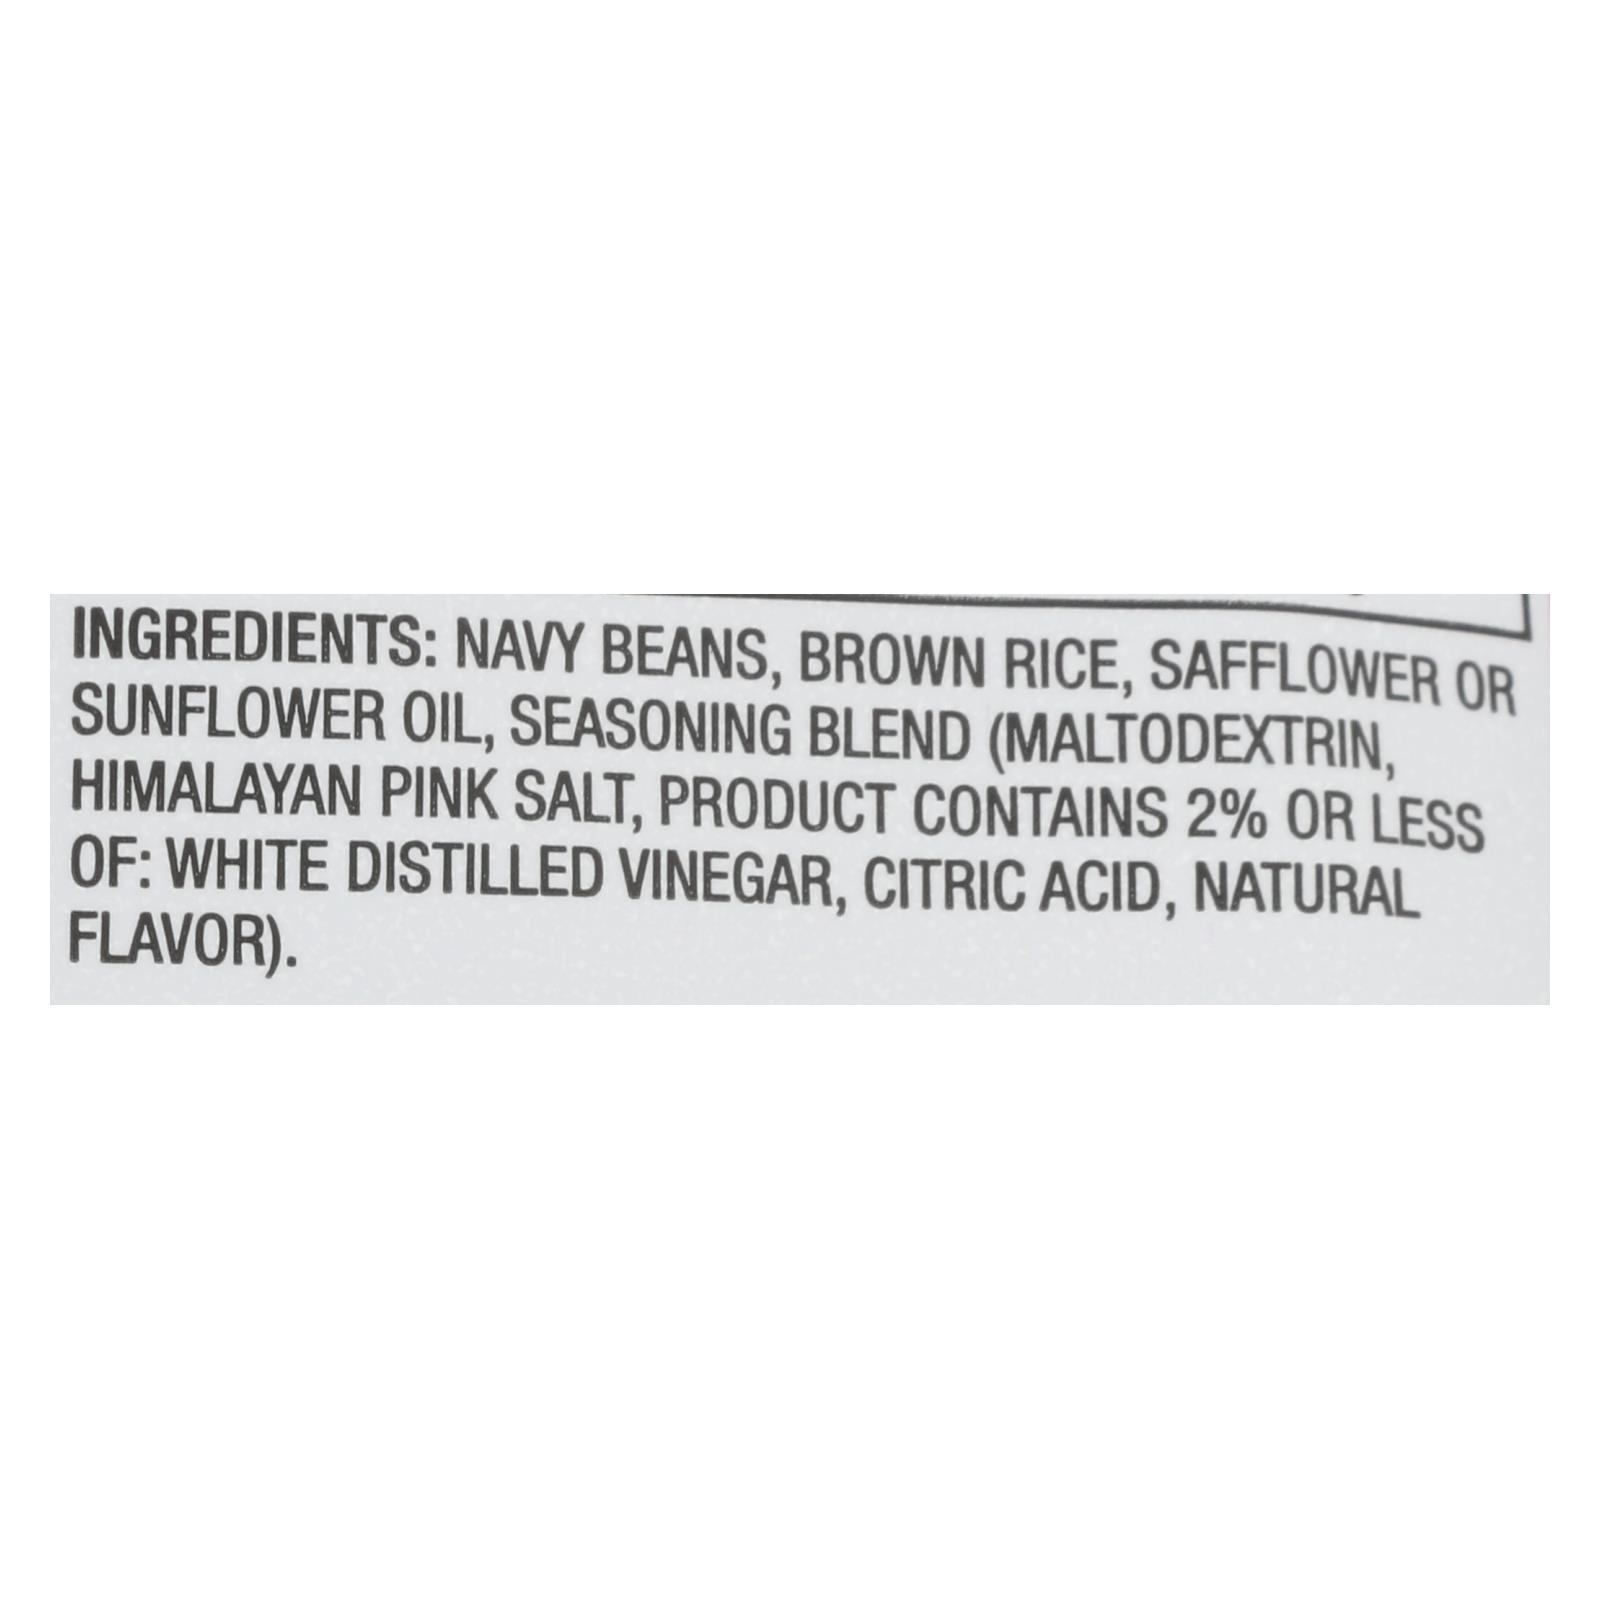 INGREDIENTS: NAVY BEANS, BROWN RICE, SAFFLOWER OR
SUNFLOWER OIL, SEASONING BLEND (MALTODEXTRIN,
HIMALAYAN PINK SALT, PRODUCT CONTAINS 2% OR LESS
OF: WHITE DISTILLED VINEGAR, CITRIC ACID, NATURAL
FLAVOR).